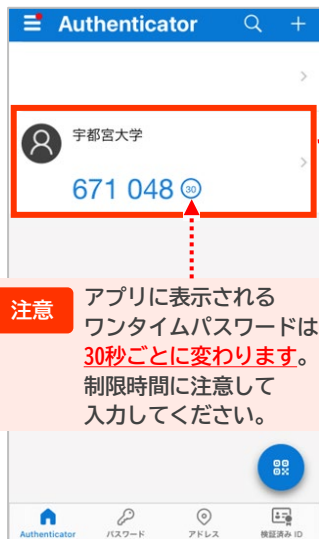 Authenticator
宇都宮大学
671 048 30
注意
アプリに表示される
ワンタイムパスワードは
30秒ごとに変わります。
制限時間に注意して
入力してください。
Authenticator
パスワード
アドレス
検証済み ID